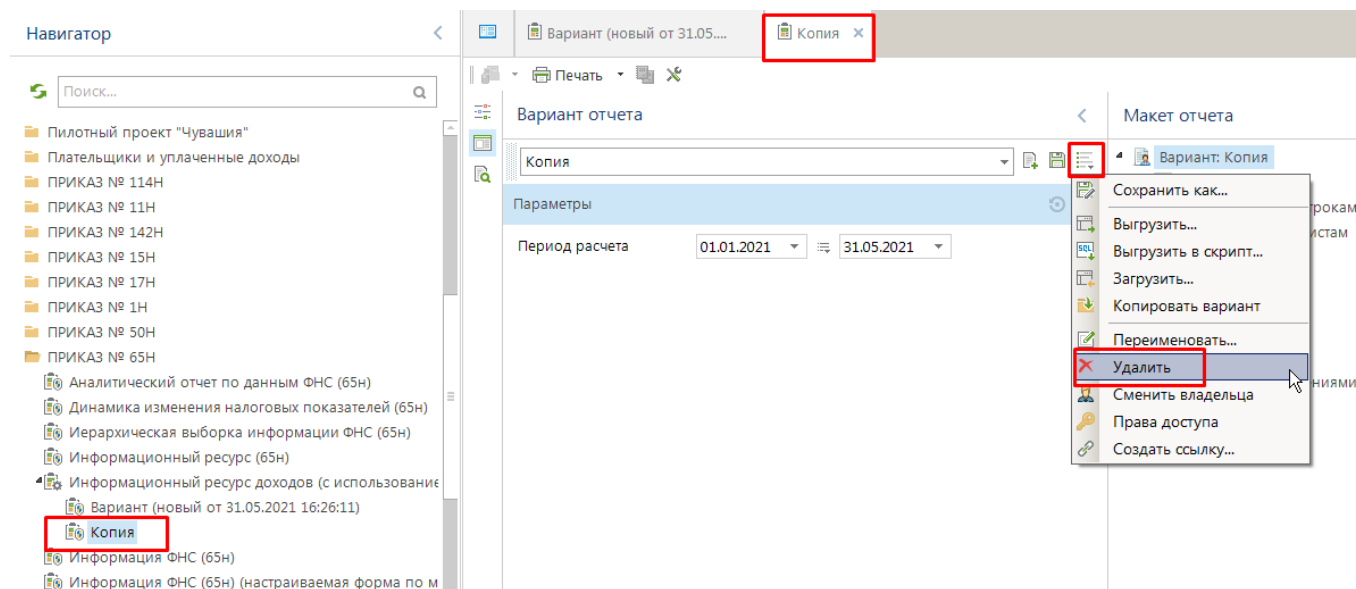 Навигатор
Поиск...
Пилотный проект "Чувашия"
Плательщики и уплаченные доходы
ПРИКАЗ № 114Н
ПРИКАЗ № 11Н
ПРИКАЗ № 142Н
ПРИКАЗ № 15Н
ПРИКАЗ № 17Н
ПРИКАЗ № 1Н
ПРИКАЗ № 50Н
ПРИКАЗ № 65Н
Аналитический отчет по данным ФНС (65н)
Динамика изменения налоговых показателей (65н)
Иерархическая выборка информации ФНС (65н)
Информационный ресурс (65н)
Информационный ресурс доходов (с использование
Вариант (новый от 31.05.2021 16:26:11)
Копия
Информация ФНС (65н)
Информация ФНС (65н) (настраиваемая форма по м
Вариант (новый от 31.05....
Копия
Печать
Вариант отчета
Копия
Параметры
Период расчета 01.01.2021 31.05.2021
Макет отчета
Вариант: Копия
рокам
истам
ниями
Сохранить как...
Выгрузить...
SQL Выгрузить в скрипт...
Загрузить...
Копировать вариант
Переименовать...
Удалить
Сменить владельца
Права доступа
Создать ссылку...